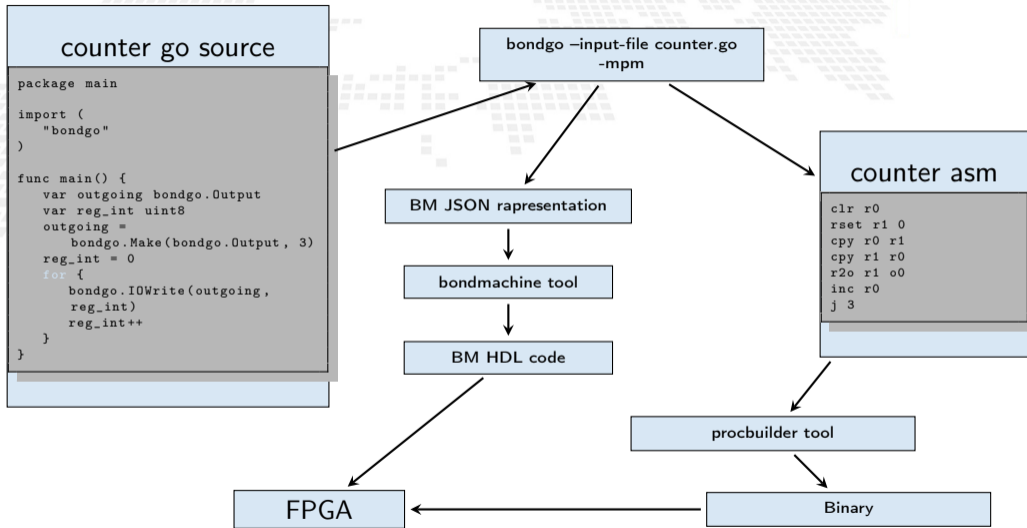 counter go source
package main
import (
"bondgo"
)
func main() {
var outgoing bondgo.Output
var reg_int uint8
outgoing =
bondgo.Make(bondgo.Output, 3)
reg_int = 0
for {
bondgo.IOWrite(outgoing,
reg_int)
reg_int++
}
}
bondgo –input-file counter.go
-mpm
BM JSON rapresentation
bondmachine tool
BM HDL code
counter asm
clr r0
rset r1 0
cpy r0 r1
cpy r1 r0
r2o r1 o0
inc r0
j 3
procbuilder tool
Binary
FPGA